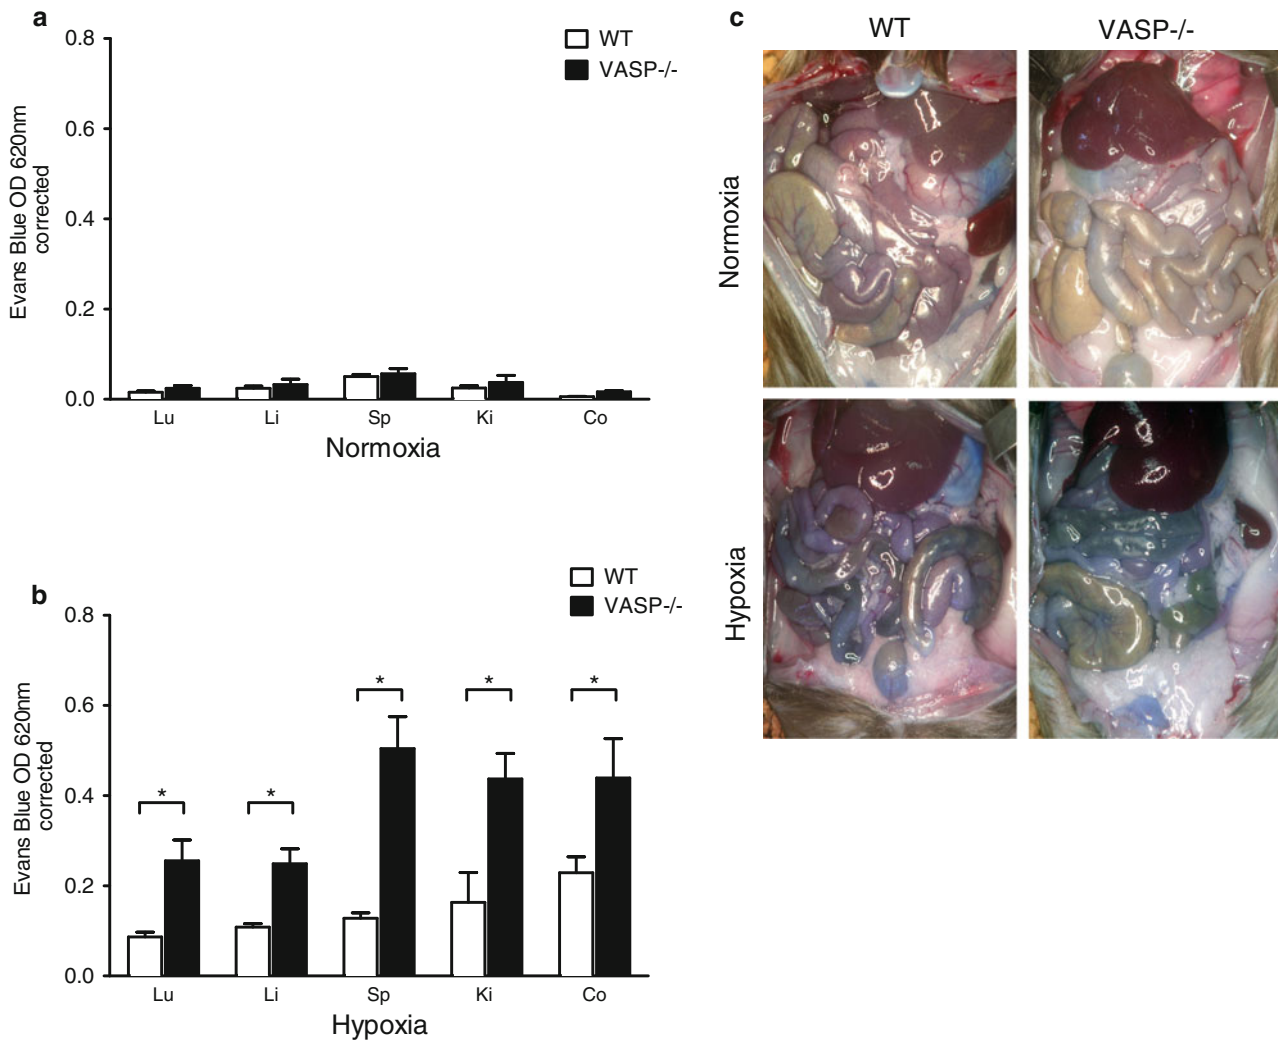 a
0.8
0.6
0.4
0.2
0.0
Evans Blue OD 620nm
corrected
WT
VASP-/-
Lu Li Sp Ki Co
Normoxia
b
0.8
0.6
0.4
0.2
0.0
Evans Blue OD 620nm
corrected
WT
VASP-/-
* * * * *
Lu Li Sp Ki Co
Hypoxia
c
WT VASP-/-
Normoxia
Hypoxia